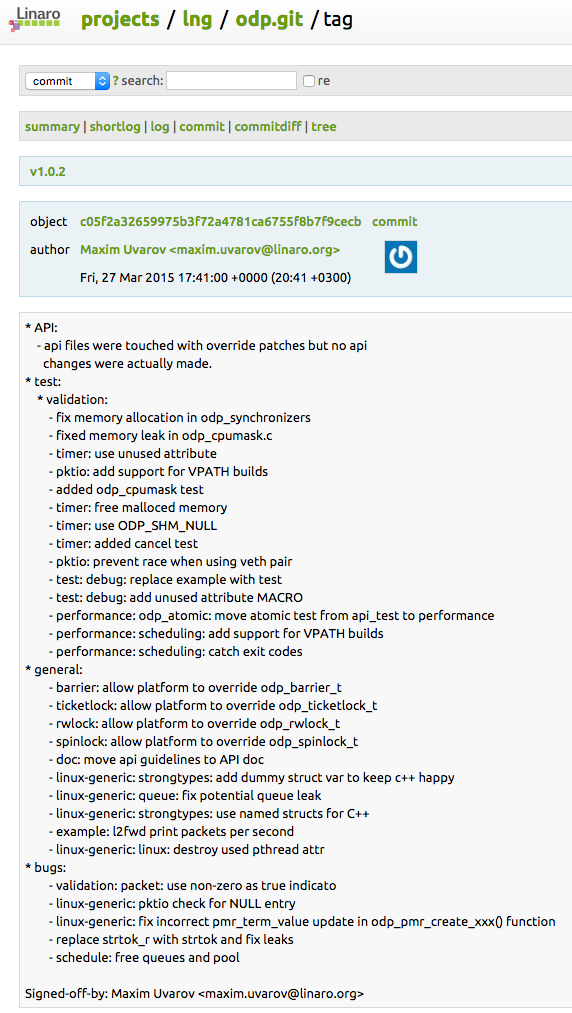 Linaro projects / lng / odp.git / tag
commit ? search: re
summary | shortlog | log | commit | commitdiff | tree
v1.0.2
object c05f2a32659975b3f72a4781ca6755f8b7f9cecb commit
author Maxim Uvarov <maxim.uvarov@linaro.org>
Fri, 27 Mar 2015 17:41:00 +0000 (20:41 +0300)
* API:
- api files were touched with override patches but no api
changes were actually made.
* test:
* validation:
- fix memory allocation in odp_synchronizers
- fixed memory leak in odp_cpumask.c
- timer: use unused attribute
- pktio: add support for VPATH builds
- added odp_cpumask test
- timer: free malloced memory
- timer: use ODP_SHM_NULL
- timer: added cancel test
- pktio: prevent race when using veth pair
- test: debug: replace example with test
- test: debug: add unused attribute MACRO
- performance: odp_atomic: move atomic test from api_test to performance
- performance: scheduling: add support for VPATH builds
- performance: scheduling: catch exit codes
* general:
- barrier: allow platform to override odp_barrier_t
- ticketlock: allow platform to override odp_ticketlock_t
- rwlock: allow platform to override odp_rwlock_t
- spinlock: allow platform to override odp_spinlock_t
- doc: move api guidelines to API doc
- linux-generic: strongtypes: add dummy struct var to keep c++ happy
- linux-generic: queue: fix potential queue leak
- linux-generic: strongtypes: use named structs for C++
- example: l2fwd print packets per second
- linux-generic: linux: destroy used pthread attr
* bugs:
- validation: packet: use non-zero as true indicato
- linux-generic: pktio check for NULL entry
- linux-generic: fix incorrect pmr_term_value update in odp_pmr_create_xxx() function
- replace strtok_r with strtok and fix leaks
- schedule: free queues and pool
Signed-off-by: Maxim Uvarov <maxim.uvarov@linaro.org>